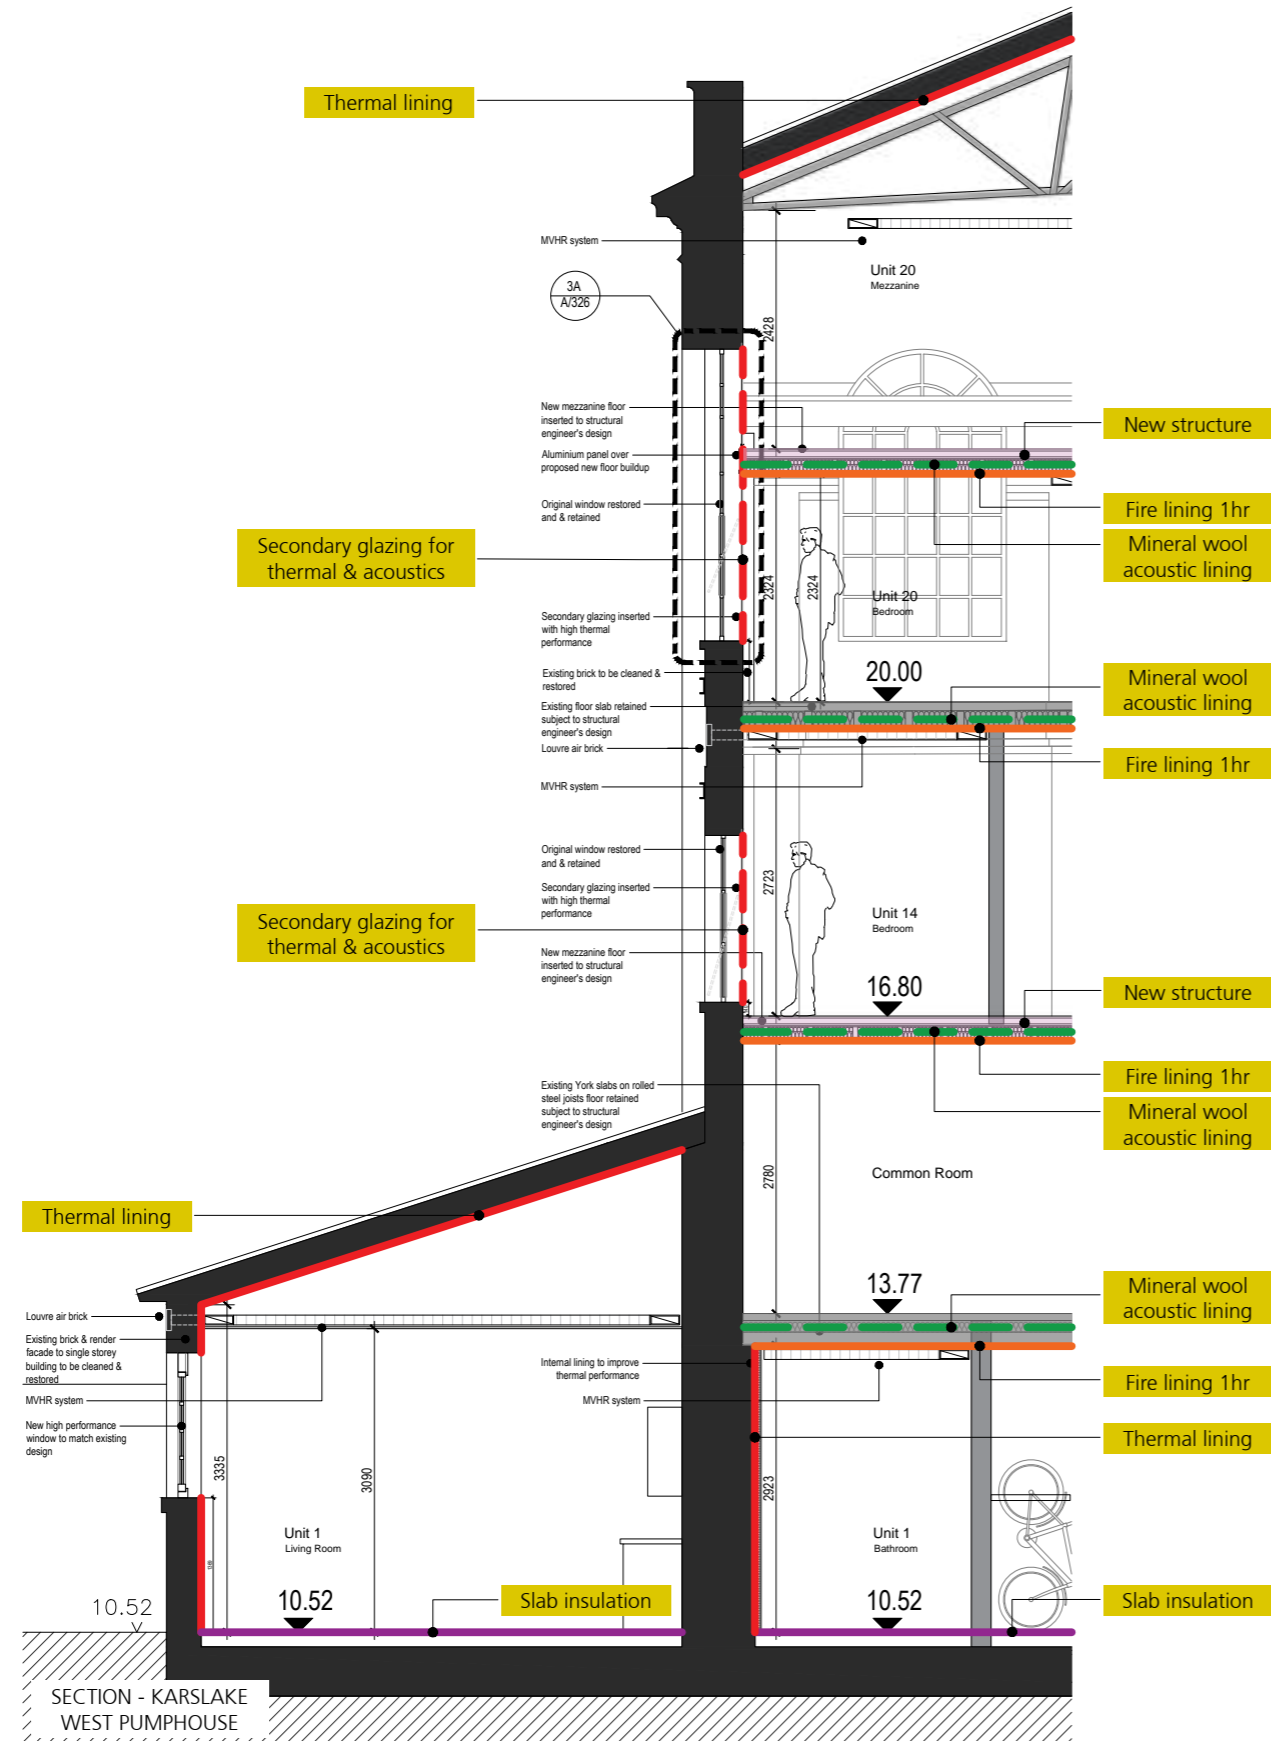 Thermal lining
MVHR system
Unit 20
Mezzanine
3A
A/326
2428
New mezzanine floor
inserted to structural
engineer's design
New structure
Aluminium panel over
proposed new floor buildup
Original window restored
and & retained
Fire lining 1hr
Secondary glazing for
thermal & acoustics
Mineral wool
acoustic lining
2324
2324
Unit 20
Bedroom
Secondary glazing inserted
with high thermal
performance
Existing brick to be cleaned &
restored
20.00
Mineral wool
acoustic lining
Existing floor slab retained
subject to structural
engineer's design
Louvre air brick
Fire lining 1hr
MVHR system
Original window restored
and & retained
2723
Secondary glazing inserted
with high thermal
performance
Unit 14
Bedroom
Secondary glazing for
thermal & acoustics
New mezzanine floor
inserted to structural
engineer's design
16.80
New structure
Existing York slabs on rolled
steel joists floor retained
subject to structural
engineer's design
Fire lining 1hr
Mineral wool
acoustic lining
2780
Common Room
Thermal lining
13.77
Mineral wool
acoustic lining
Louvre air brick
Existing brick & render
facade to single storey
building to be cleaned &
restored
MVHR system
New high performance
window to match existing
design
Internal lining to improve
thermal performance
MVHR system
Fire lining 1hr
Thermal lining
3335
3090
2923
Unit 1
Living Room
Unit 1
Bathroom
10.52
10.52
Slab insulation
10.52
Slab insulation
SECTION - KARSLAKE
WEST PUMPHOUSE